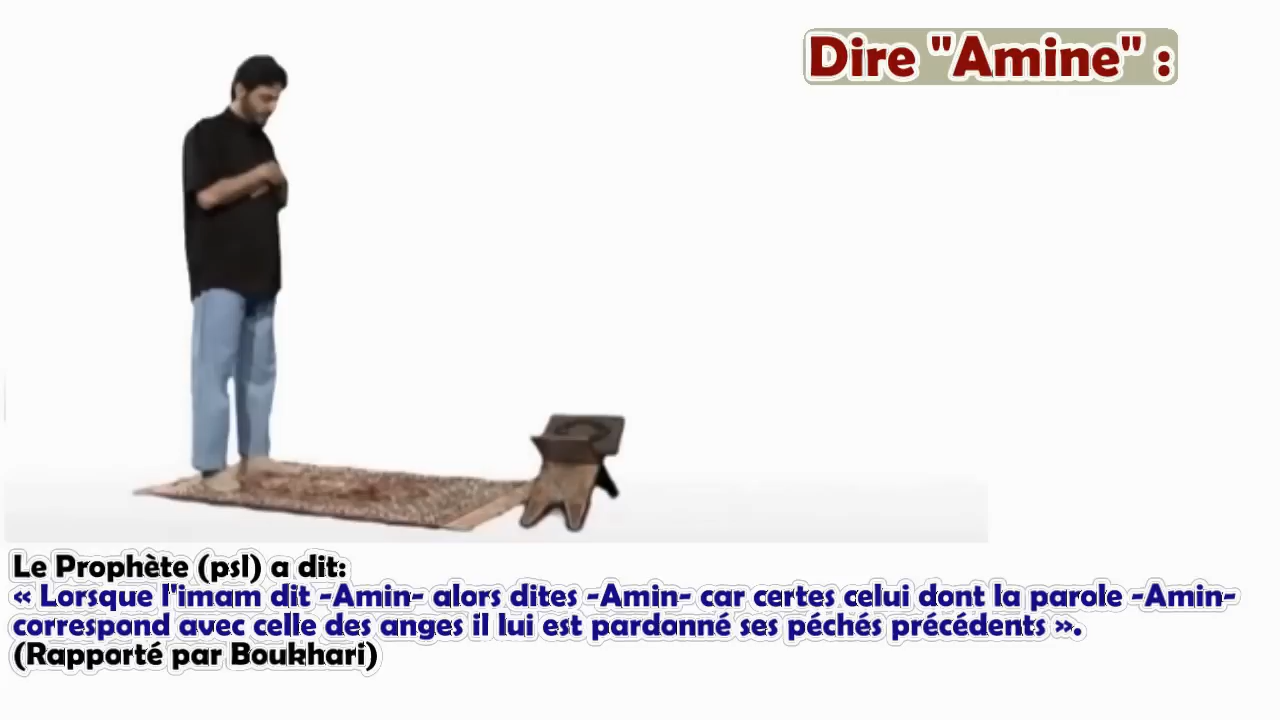 Dire "Amine" :
Le Prophète (psl) a dit:
« Lorsque l'imam dit -Amin- alors dites -Amin- car certes celui dont la parole -Amin-
correspond avec celle des anges il lui est pardonné ses péchés précédents ».
(Rapporté par Boukhari)